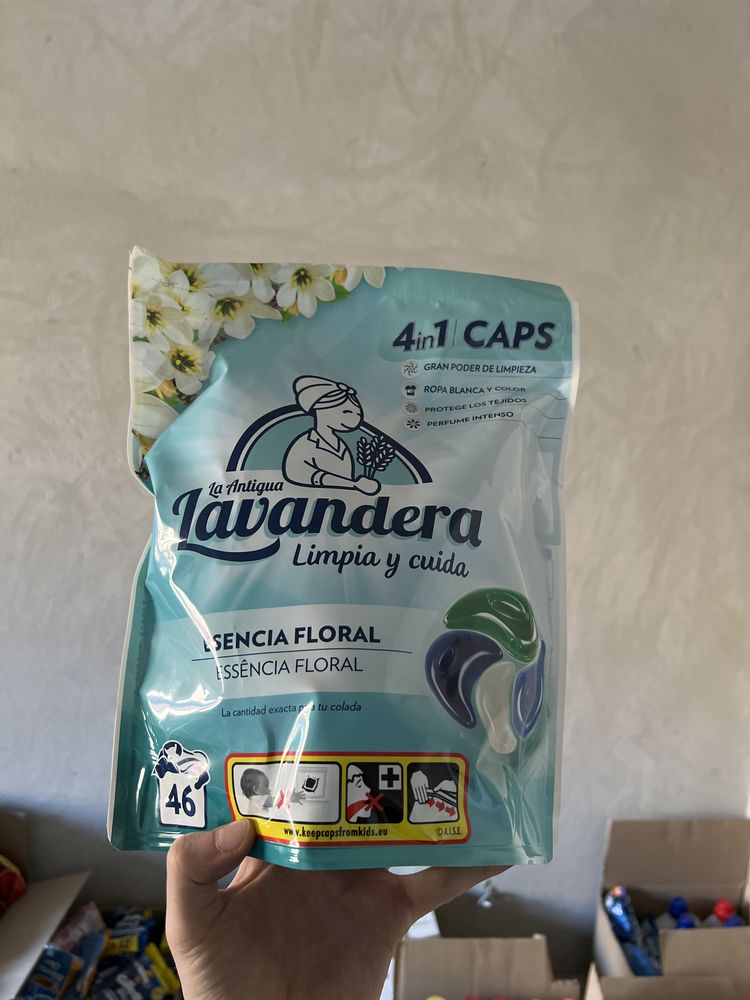 4in1 CAPS
GRAN PODER DE LIMPIEZA
ROPA BLANCA Y COLOR
PROTEGE LOS TEJIDOS
PERFUME INTENSO
La Antigua
Lavandera
Limpia y cuida
ESENCIA FLORAL
ESSÊNCIA FLORAL
La cantidad exacta para tu colada
46
www.keepcapsfromkids.eu
©A.I.S.E.